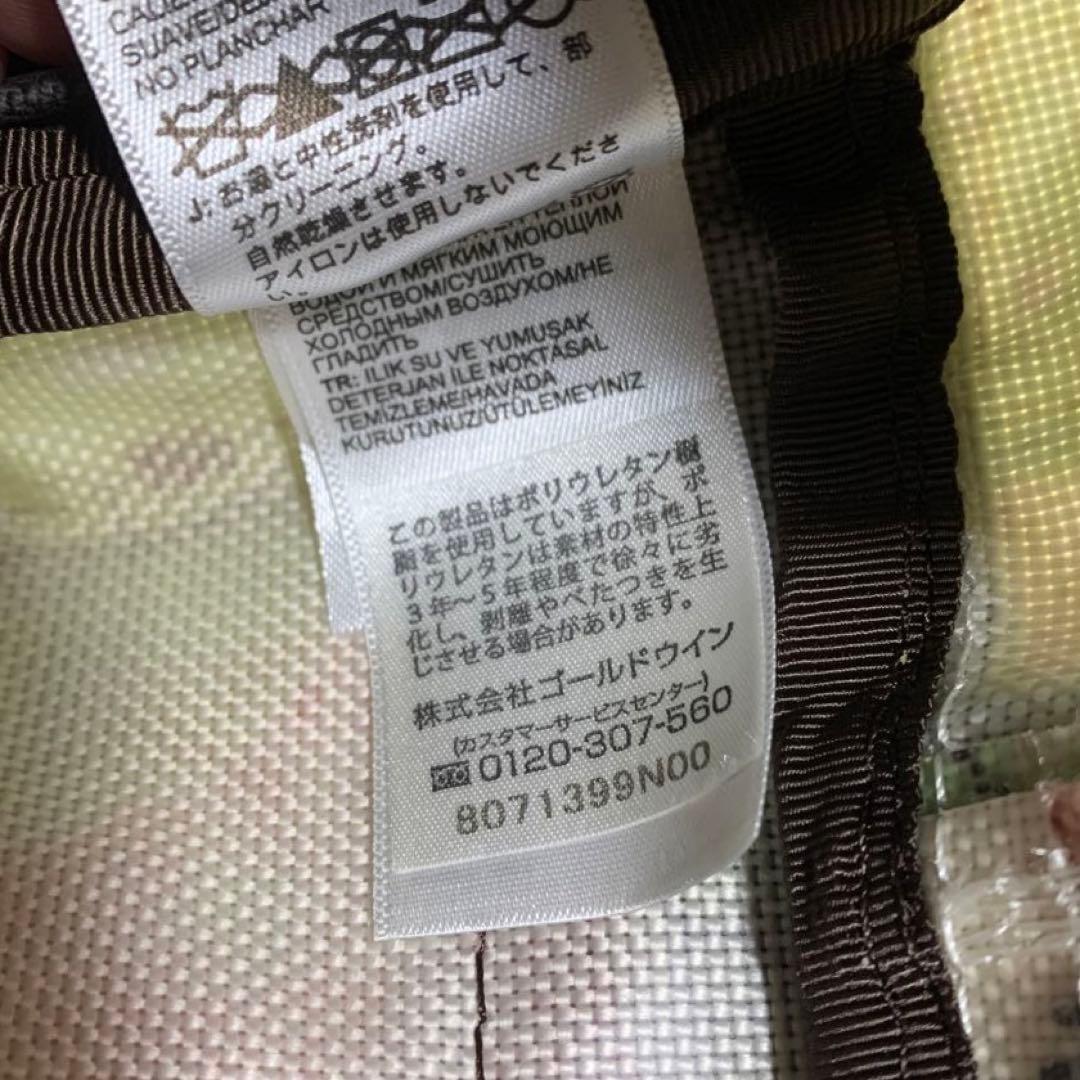 NO PLANCHAR
J: お湯と中性洗剤を使用して、部
分クリーニング。
自然乾燥させます。
アイロンは使用しないでくださ
い。
ВОДОЙ И МЯГКИМ МОЮЩИМ
СРЕДСТВОМ/СУШИТЬ
ХОЛОДНЫМ ВОЗДУХОМ/НЕ
ГЛАДИТЬ
TR: ILIK SU VE YUMUSAK
DETERJAN ILE NOKTASAL
TEMIZLEME/HAVADA
KURUTUNUZ/ÜTÜLEMEYİNİZ
この製品はポリウレタン樹
脂を使用していますが、ポ
リウレタンは素材の特性上
3年〜5年程度で徐々に劣
化し、剥離やべたつきを生
じさせる場合があります。
株式会社ゴールドウイン
(カスタマーサービスセンター)
0120-307-560
8071399N00